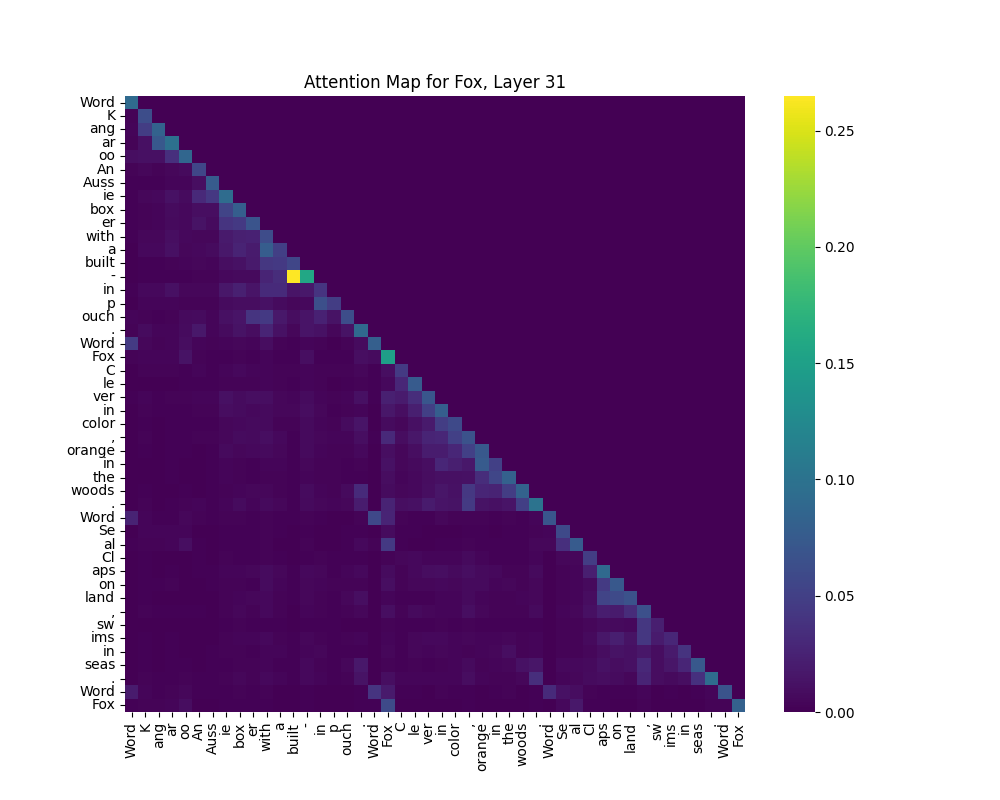 Attention Map for Fox, Layer 31
Word
K
ang
ar
oo
An
Auss
ie
box
er
with
a
built
-
in
p
ouch
.
Word
Fox
C
le
ver
in
color
,
orange
in
the
woods
.
Word
Se
al
Cl
aps
on
land
,
sw
ims
in
seas
.
Word
Fox
Word K ang ar oo An Auss ie box er with a built - in p ouch . Word Fox C le ver in color , orange in the woods . Word Se al Cl aps on land , sw ims in seas . Word Fox
0.25
0.20
0.15
0.10
0.05
0.00